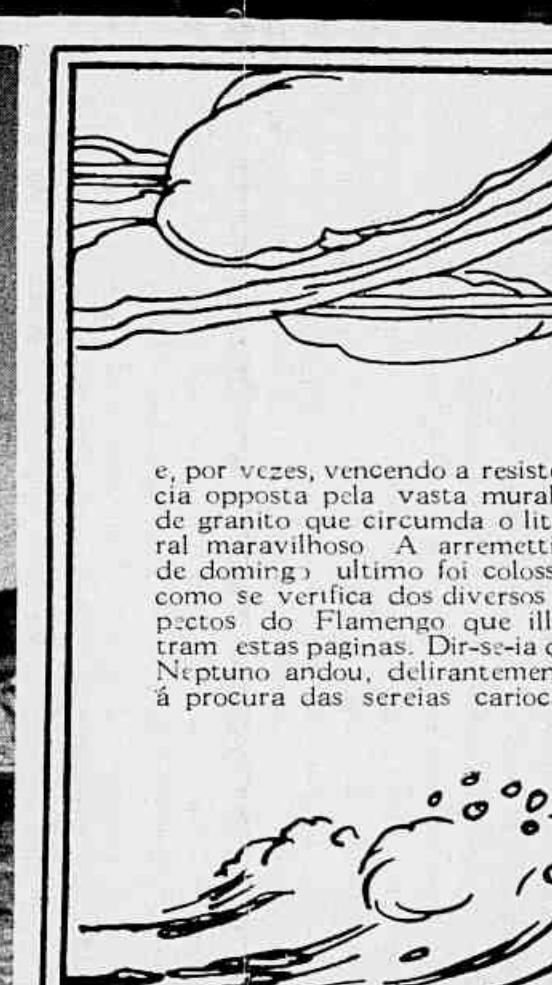 e, por vezes, vencendo a resiste
cia opposta pela vasta mural
de granito que circumda o lit
ral maravilhoso A arremetti
de domingo ultimo foi coloss
como se verifica dos diversos
pectos do Flamengo que ill
tram estas paginas. Dir-se-ia
Neptuno andou, delirantemen
á procura das sereias carioc